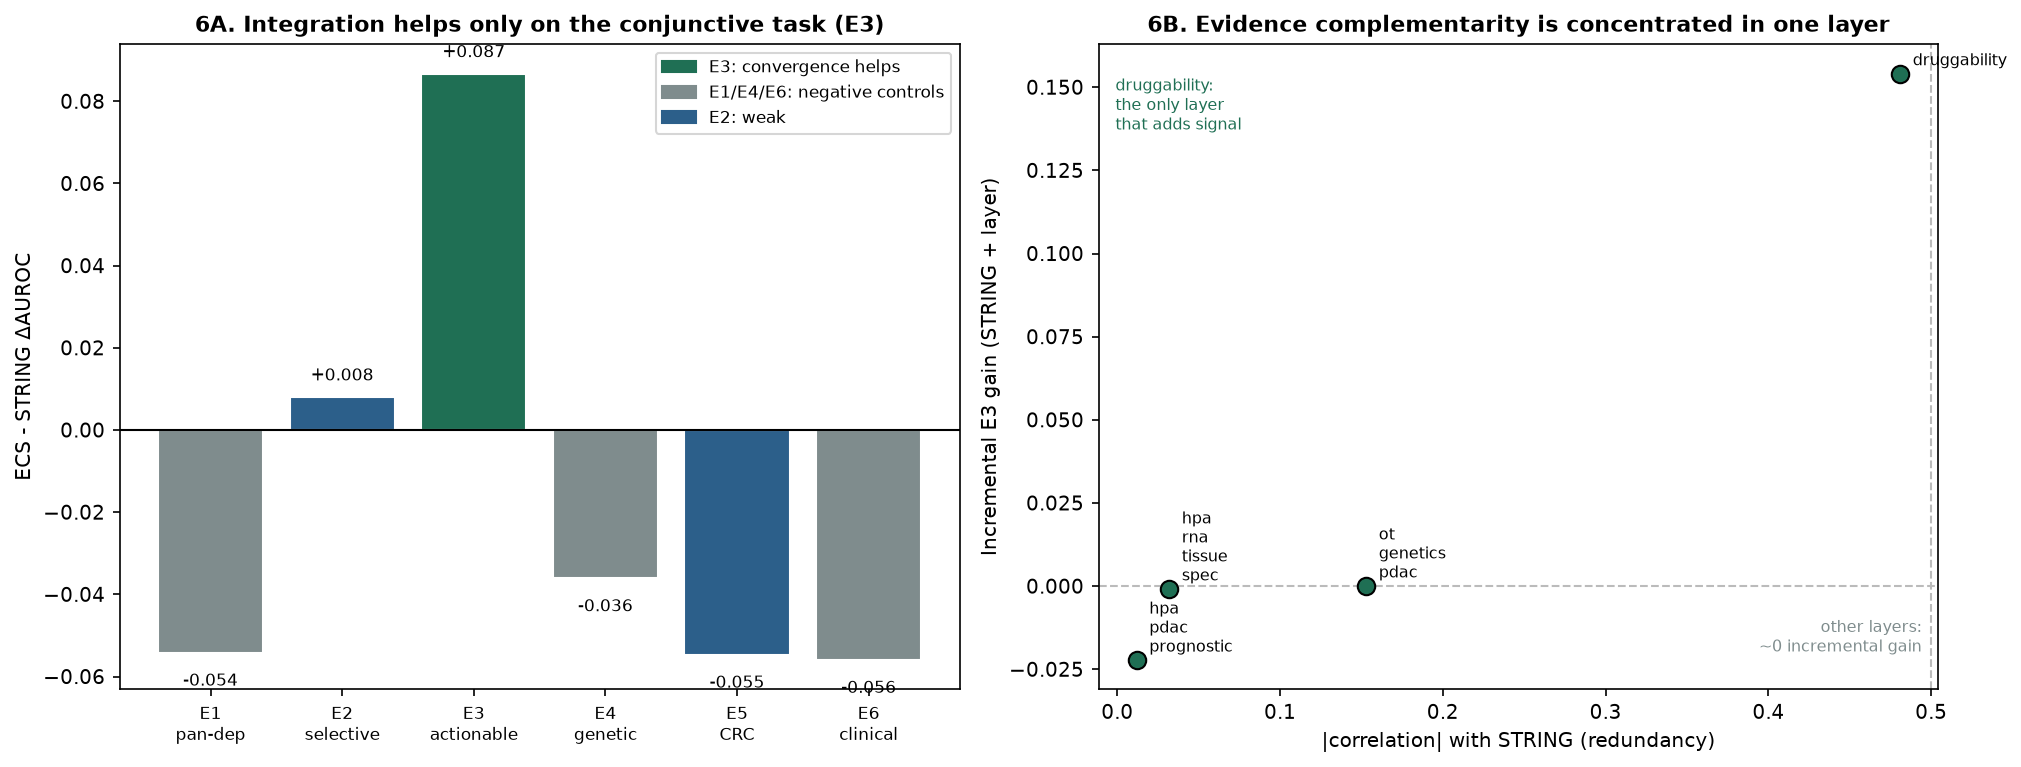 6A. Integration helps only on the conjunctive task (E3)
ECS - STRING ΔAUROC
0.08
0.06
0.04
0.02
0.00
−0.02
−0.04
−0.06
+0.087
+0.008
-0.054
-0.036
-0.055
-0.056
E3: convergence helps
E1/E4/E6: negative controls
E2: weak
E1
pan-dep
E2
selective
E3
actionable
E4
genetic
E5
CRC
E6
clinical
6B. Evidence complementarity is concentrated in one layer
Incremental E3 gain (STRING + layer)
0.150
0.125
0.100
0.075
0.050
0.025
0.000
−0.025
druggability:
the only layer
that adds signal
druggability
hpa
rna
tissue
spec
ot
genetics
pdac
hpa
pdac
prognostic
other layers:
~0 incremental gain
0.0
0.1
0.2
0.3
0.4
0.5
|correlation| with STRING (redundancy)